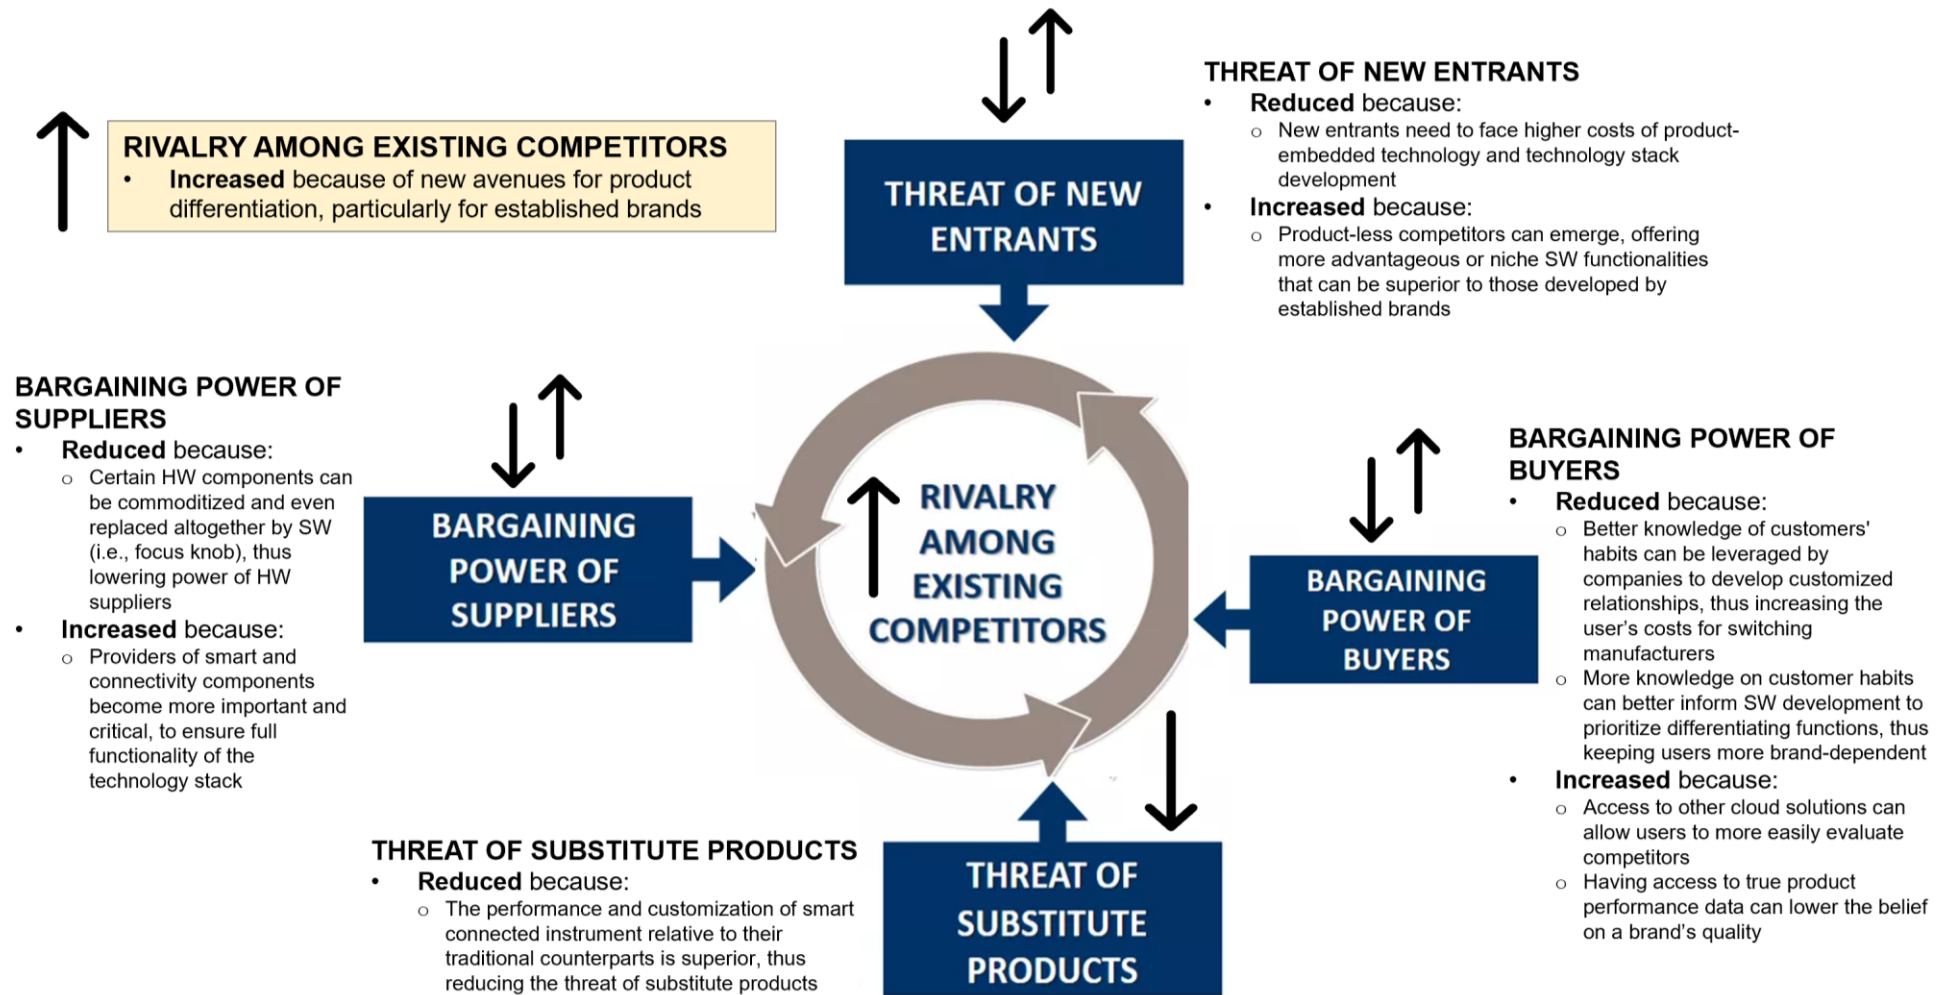 THREAT OF NEW ENTRANTS
• Reduced because:
o New entrants need to face higher costs of product-
embedded technology and technology stack
development
• Increased because:
o Product-less competitors can emerge, offering
more advantageous or niche SW functionalities
that can be superior to those developed by
established brands
RIVALRY AMONG EXISTING COMPETITORS
• Increased because of new avenues for product
differentiation, particularly for established brands
THREAT OF NEW
ENTRANTS
BARGAINING POWER OF
SUPPLIERS
• Reduced because:
o Certain HW components can
be commoditized and even
replaced altogether by SW
(i.e., focus knob), thus
lowering power of HW
suppliers
• Increased because:
o Providers of smart and
connectivity components
become more important and
critical, to ensure full
functionality of the
technology stack
BARGAINING
POWER OF
SUPPLIERS
RIVALRY
AMONG
EXISTING
COMPETITORS
BARGAINING
POWER OF
BUYERS
BARGAINING POWER OF
BUYERS
• Reduced because:
o Better knowledge of customers'
habits can be leveraged by
companies to develop customized
relationships, thus increasing the
user’s costs for switching
manufacturers
o More knowledge on customer habits
can better inform SW development to
prioritize differentiating functions, thus
keeping users more brand-dependent
• Increased because:
o Access to other cloud solutions can
allow users to more easily evaluate
competitors
o Having access to true product
performance data can lower the belief
on a brand’s quality
THREAT OF SUBSTITUTE PRODUCTS
• Reduced because:
o The performance and customization of smart
connected instrument relative to their
traditional counterparts is superior, thus
reducing the threat of substitute products
THREAT OF
SUBSTITUTE
PRODUCTS